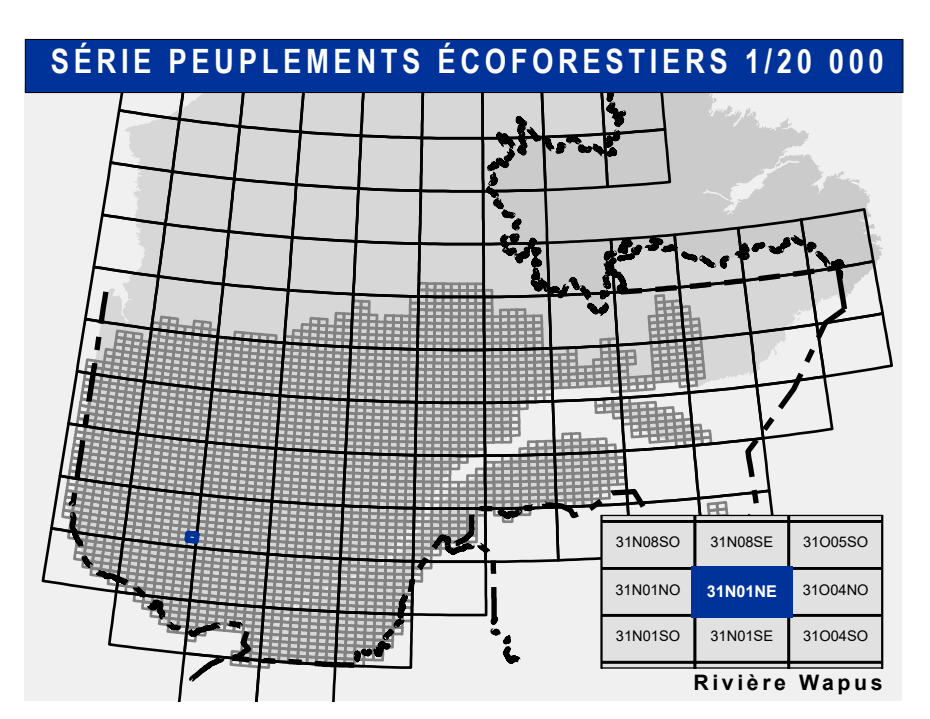 SÉRIE PEUPLEMENTS ÉCOFORESTIERS 1/20 000
31N08SO 31N08SE 31O05SO
31N01NO 31N01NE 31O04NO
31N01SO 31N01SE 31O04SO
Rivière Wapus